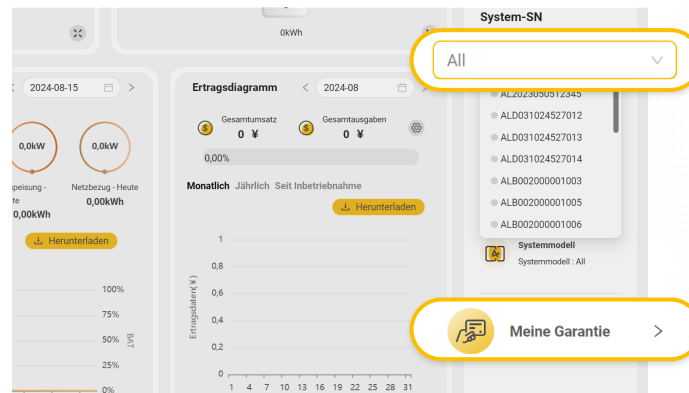 System-SN
All
AL2023050512345
ALD031024527012
ALD031024527013
ALD031024527014
ALB002000001003
ALB002000001005
ALB002000001006
Systemmodell
Systemmodell : All
Meine Garantie
0kWh
2024-08-15
0,0kW
0,0kW
Netzbezug - Heute
0,00kWh
0,00kWh
Herunterladen
100%
75%
50%
25%
0%
BAT
Ertragsdiagramm
2024-08
Gesamtumsatz
0 ¥
Gesamtausgaben
0 ¥
0,00%
Monatlich Jährlich Seit Inbetriebnahme
Herunterladen
Ertragsdaten(¥)
1
0,8
0,6
0,4
0,2
0
1 4 7 10 13 16 19 22 25 28 31